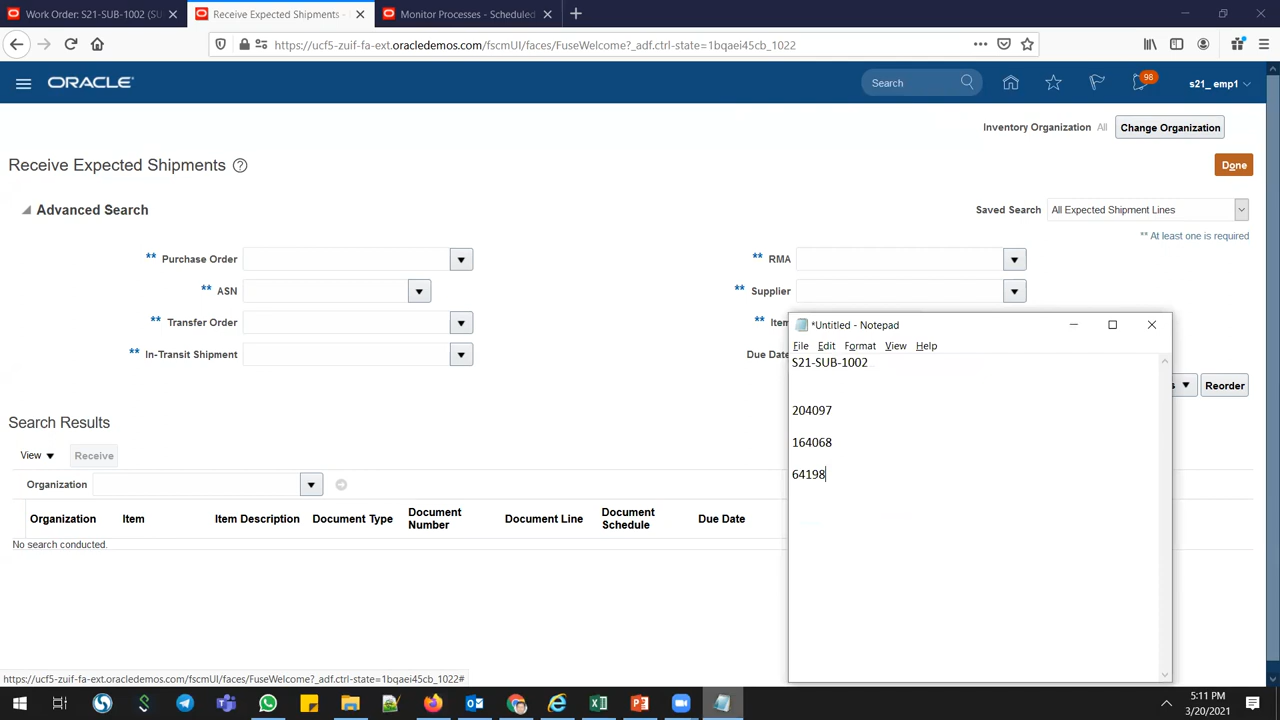 Work Order: S21-SUB-1002 (SU
Receive Expected Shipments -
Monitor Processes - Scheduled
https://ucf5-zuif-fa-ext.oracledemos.com/fscmUI/faces/FuseWelcome?_adf.ctrl-state=1bqaei45cb_1022
ORACLE
Search
98
s21_ emp1
Inventory Organization All Change Organization
Receive Expected Shipments
Done
Advanced Search
Saved Search All Expected Shipment Lines
** At least one is required
** Purchase Order
** RMA
** ASN
** Supplier
** Transfer Order
** Item
** In-Transit Shipment
Due Date
Reorder
*Untitled - Notepad
File Edit Format View Help
S21-SUB-1002
204097
164068
64198
Search Results
View Receive
Organization
Organization Item Item Description Document Type Document Number Document Line Document Schedule Due Date
No search conducted.
https://ucf5-zuif-fa-ext.oracledemos.com/fscmUI/faces/FuseWelcome?_adf.ctrl-state=1bqaei45cb_1022#
5:11 PM
3/20/2021